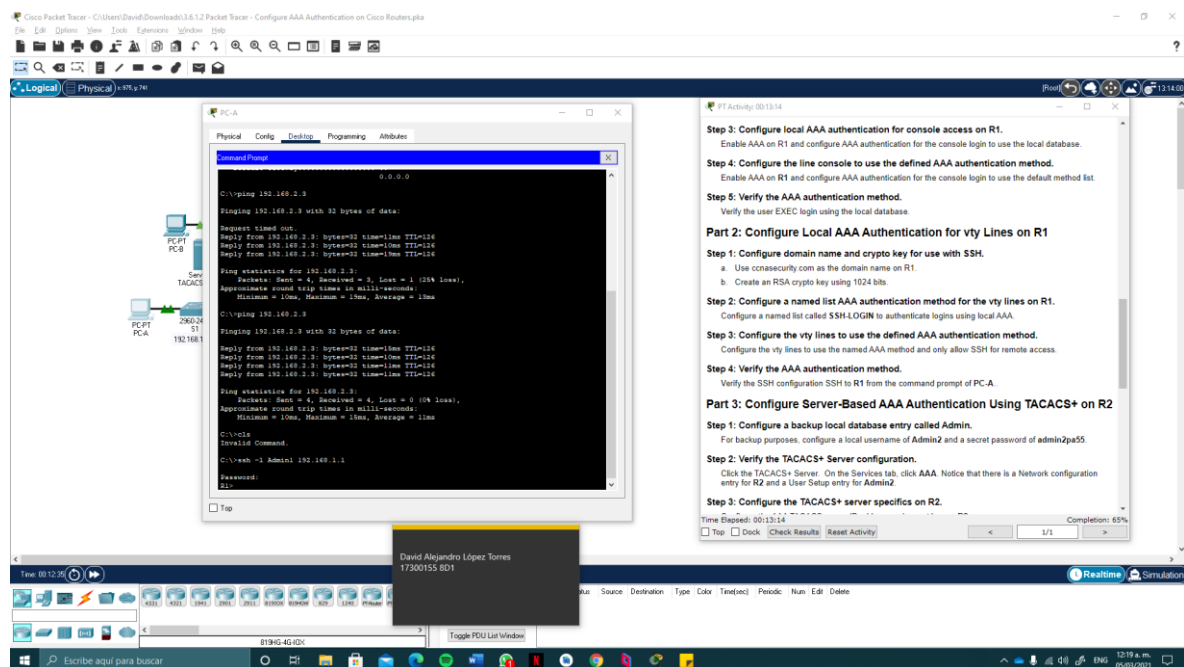 Cisco Packet Tracer - C:\Users\David\Downloads\3.6.1.2 Packet Tracer - Configure AAA Authentication on Cisco Routers.pka
File Edit Options View Tools Extensions Window Help
Logical Physical x: 975, y: 741
[Root] 13:14:00
PC-A
Physical Config Desktop Programming Attributes
Command Prompt
0.0.0.0
C:\>ping 192.168.2.3
Pinging 192.168.2.3 with 32 bytes of data:
Request timed out.
Reply from 192.168.2.3: bytes=32 time=11ms TTL=126
Reply from 192.168.2.3: bytes=32 time=10ms TTL=126
Reply from 192.168.2.3: bytes=32 time=19ms TTL=126
Ping statistics for 192.168.2.3:
Packets: Sent = 4, Received = 3, Lost = 1 (25% loss),
Approximate round trip times in milli-seconds:
Minimum = 10ms, Maximum = 19ms, Average = 13ms
C:\>ping 192.168.2.3
Pinging 192.168.2.3 with 32 bytes of data:
Reply from 192.168.2.3: bytes=32 time=15ms TTL=126
Reply from 192.168.2.3: bytes=32 time=10ms TTL=126
Reply from 192.168.2.3: bytes=32 time=11ms TTL=126
Reply from 192.168.2.3: bytes=32 time=11ms TTL=126
Ping statistics for 192.168.2.3:
Packets: Sent = 4, Received = 4, Lost = 0 (0% loss),
Approximate round trip times in milli-seconds:
Minimum = 10ms, Maximum = 15ms, Average = 11ms
C:\>cls
Invalid Command.
C:\>ssh -l Admin1 192.168.1.1
Password:
R1>
Top
PC-PT
PC-B
Serv
TACACS
PC-PT
PC-A
2960-24
S1
192.168.1
PT Activity: 00:13:14
Step 3: Configure local AAA authentication for console access on R1.
Enable AAA on R1 and configure AAA authentication for the console login to use the local database.
Step 4: Configure the line console to use the defined AAA authentication method.
Enable AAA on R1 and configure AAA authentication for the console login to use the default method list.
Step 5: Verify the AAA authentication method.
Verify the user EXEC login using the local database.
Part 2: Configure Local AAA Authentication for vty Lines on R1
Step 1: Configure domain name and crypto key for use with SSH.
a. Use ccnasecurity.com as the domain name on R1.
b. Create an RSA crypto key using 1024 bits.
Step 2: Configure a named list AAA authentication method for the vty lines on R1.
Configure a named list called SSH-LOGIN to authenticate logins using local AAA.
Step 3: Configure the vty lines to use the defined AAA authentication method.
Configure the vty lines to use the named AAA method and only allow SSH for remote access.
Step 4: Verify the AAA authentication method.
Verify the SSH configuration SSH to R1 from the command prompt of PC-A..
Part 3: Configure Server-Based AAA Authentication Using TACACS+ on R2
Step 1: Configure a backup local database entry called Admin.
For backup purposes, configure a local username of Admin2 and a secret password of admin2pa55.
Step 2: Verify the TACACS+ Server configuration.
Click the TACACS+ Server. On the Services tab, click AAA. Notice that there is a Network configuration
entry for R2 and a User Setup entry for Admin2.
Step 3: Configure the TACACS+ server specifics on R2.
Time Elapsed: 00:13:14 Completion: 65%
Top Dock Check Results Reset Activity < 1/1 >
David Alejandro López Torres
17300155 8D1
Time: 00:12:35
Realtime Simulation
4331 4321 1941 2901 2911 819IOX 819HGW 829 1240
Source Destination Type Color Time(sec) Periodic Num Edit Delete
819HG-4G-IOX
Toggle PDU List Window
Escribe aquí para buscar
ENG
12:19 a. m.
05/03/2021